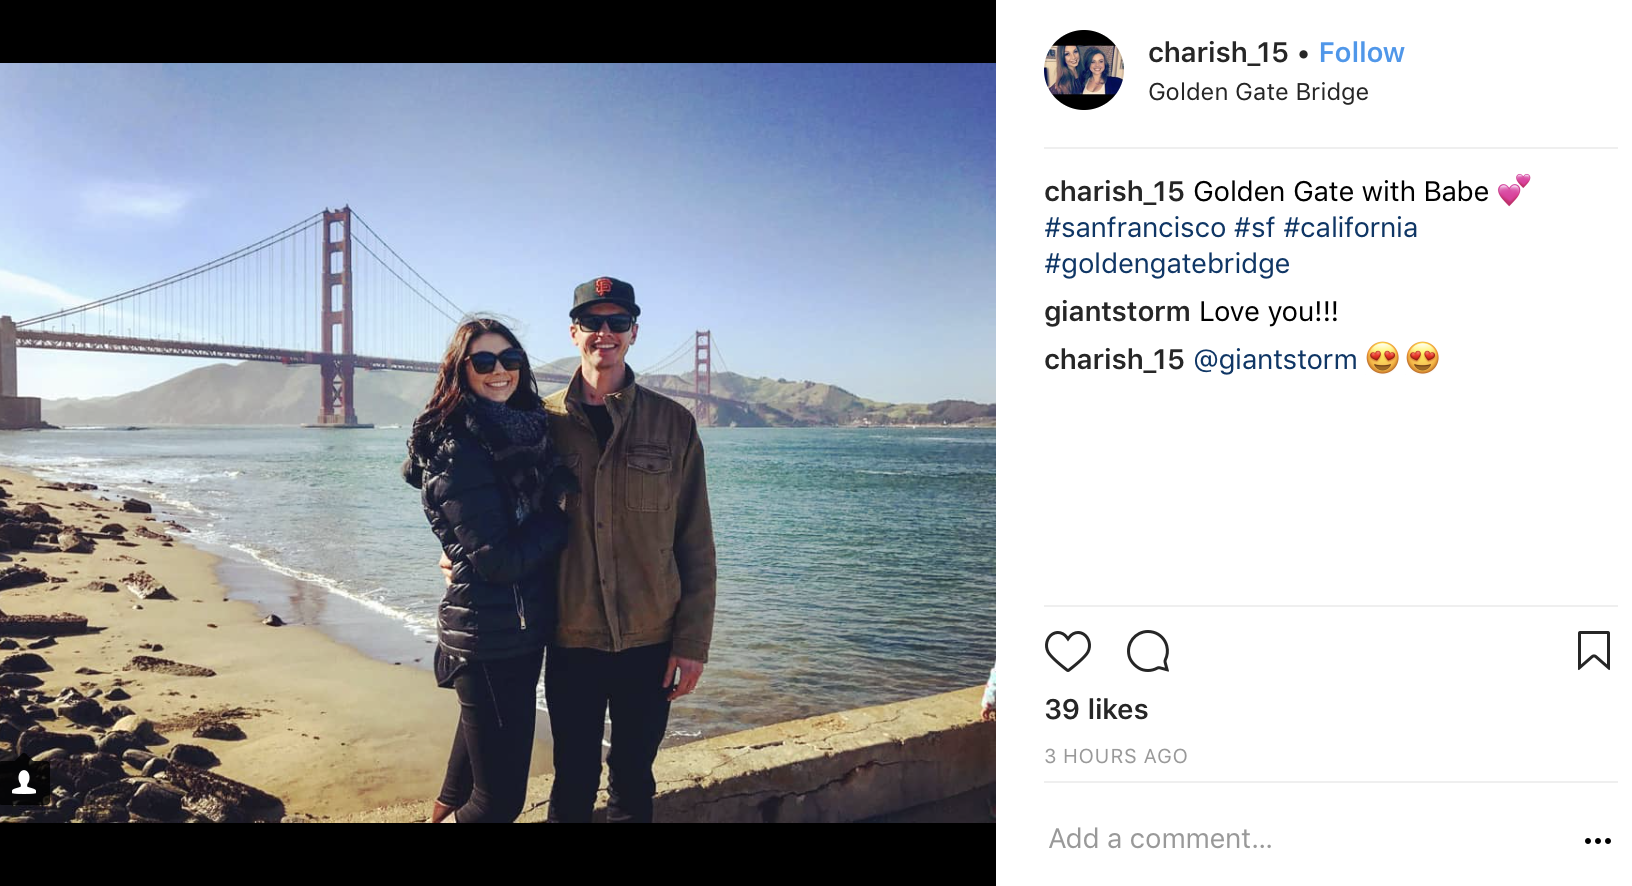 charish_15 • Follow
Golden Gate Bridge
charish_15 Golden Gate with Babe 💕
#sanfrancisco #sf #california
#goldengatebridge
giantstorm Love you!!!
charish_15 @giantstorm 😍 😍
39 likes
3 HOURS AGO
Add a comment...
SF